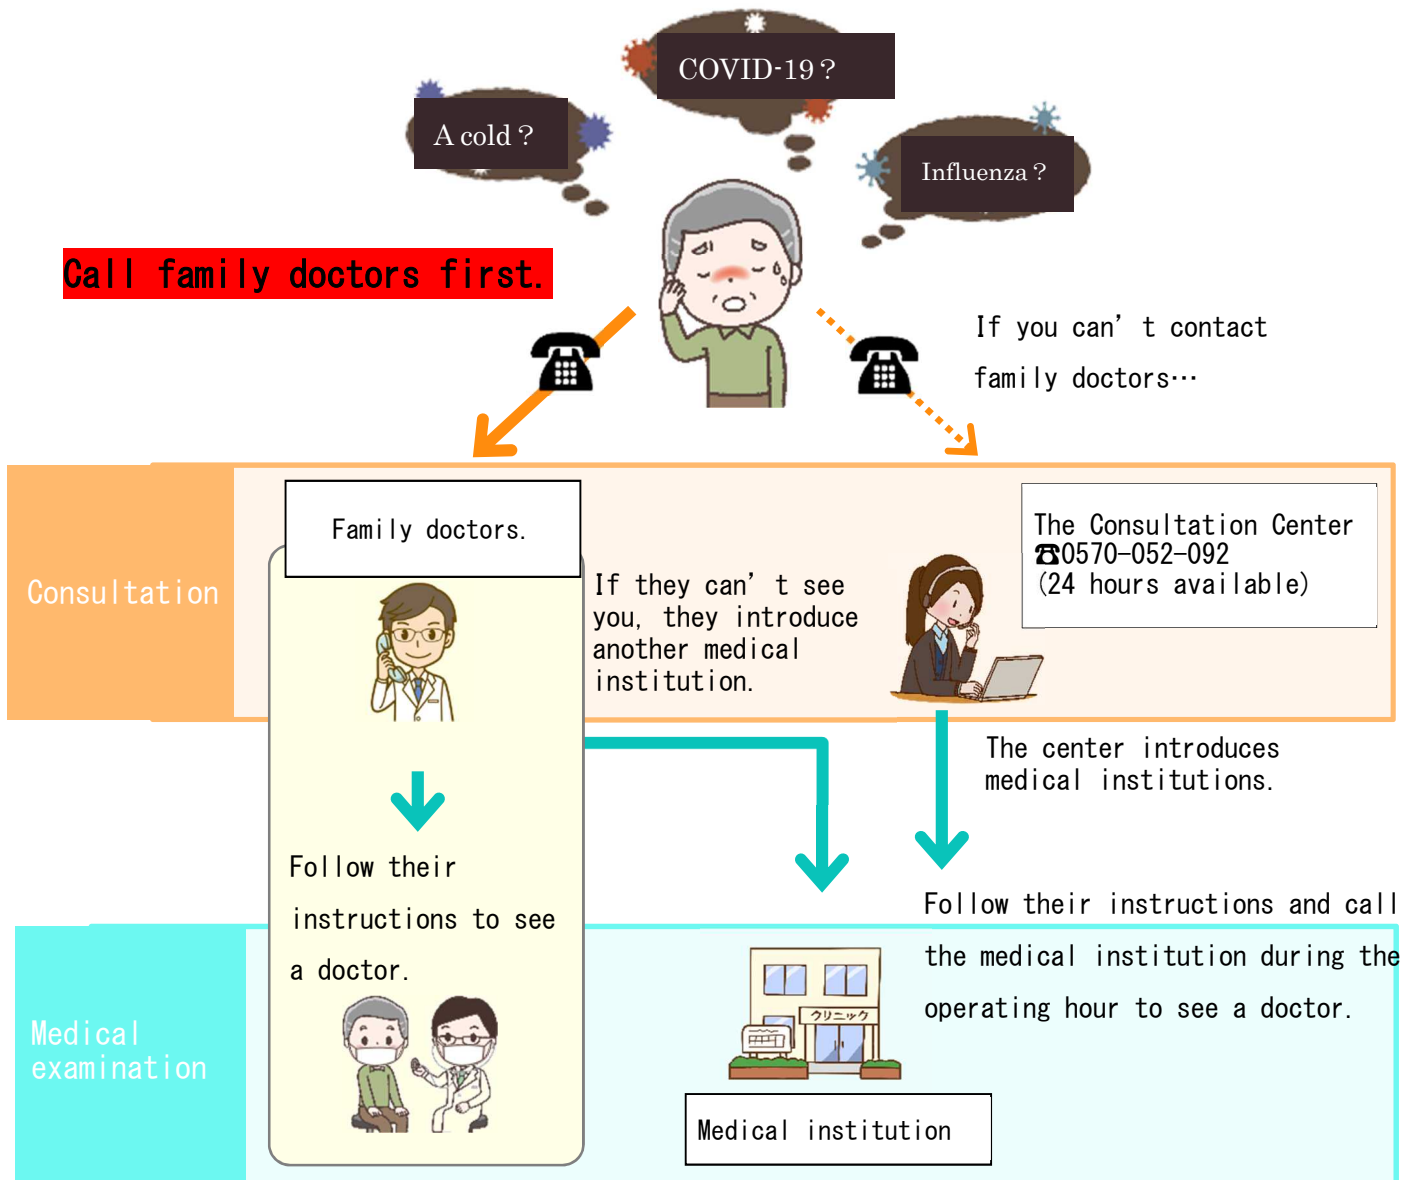 COVID-19？
A cold？
Influenza？
Call family doctors first.
If you can’t contact
family doctors…
Consultation
Family doctors.
If they can’t see
you, they introduce
another medical
institution.
The Consultation Center
☎0570-052-092
(24 hours available)
The center introduces
medical institutions.
Follow their
instructions to see
a doctor.
Follow their instructions and call
the medical institution during the
operating hour to see a doctor.
Medical
examination
クリニック
Medical institution